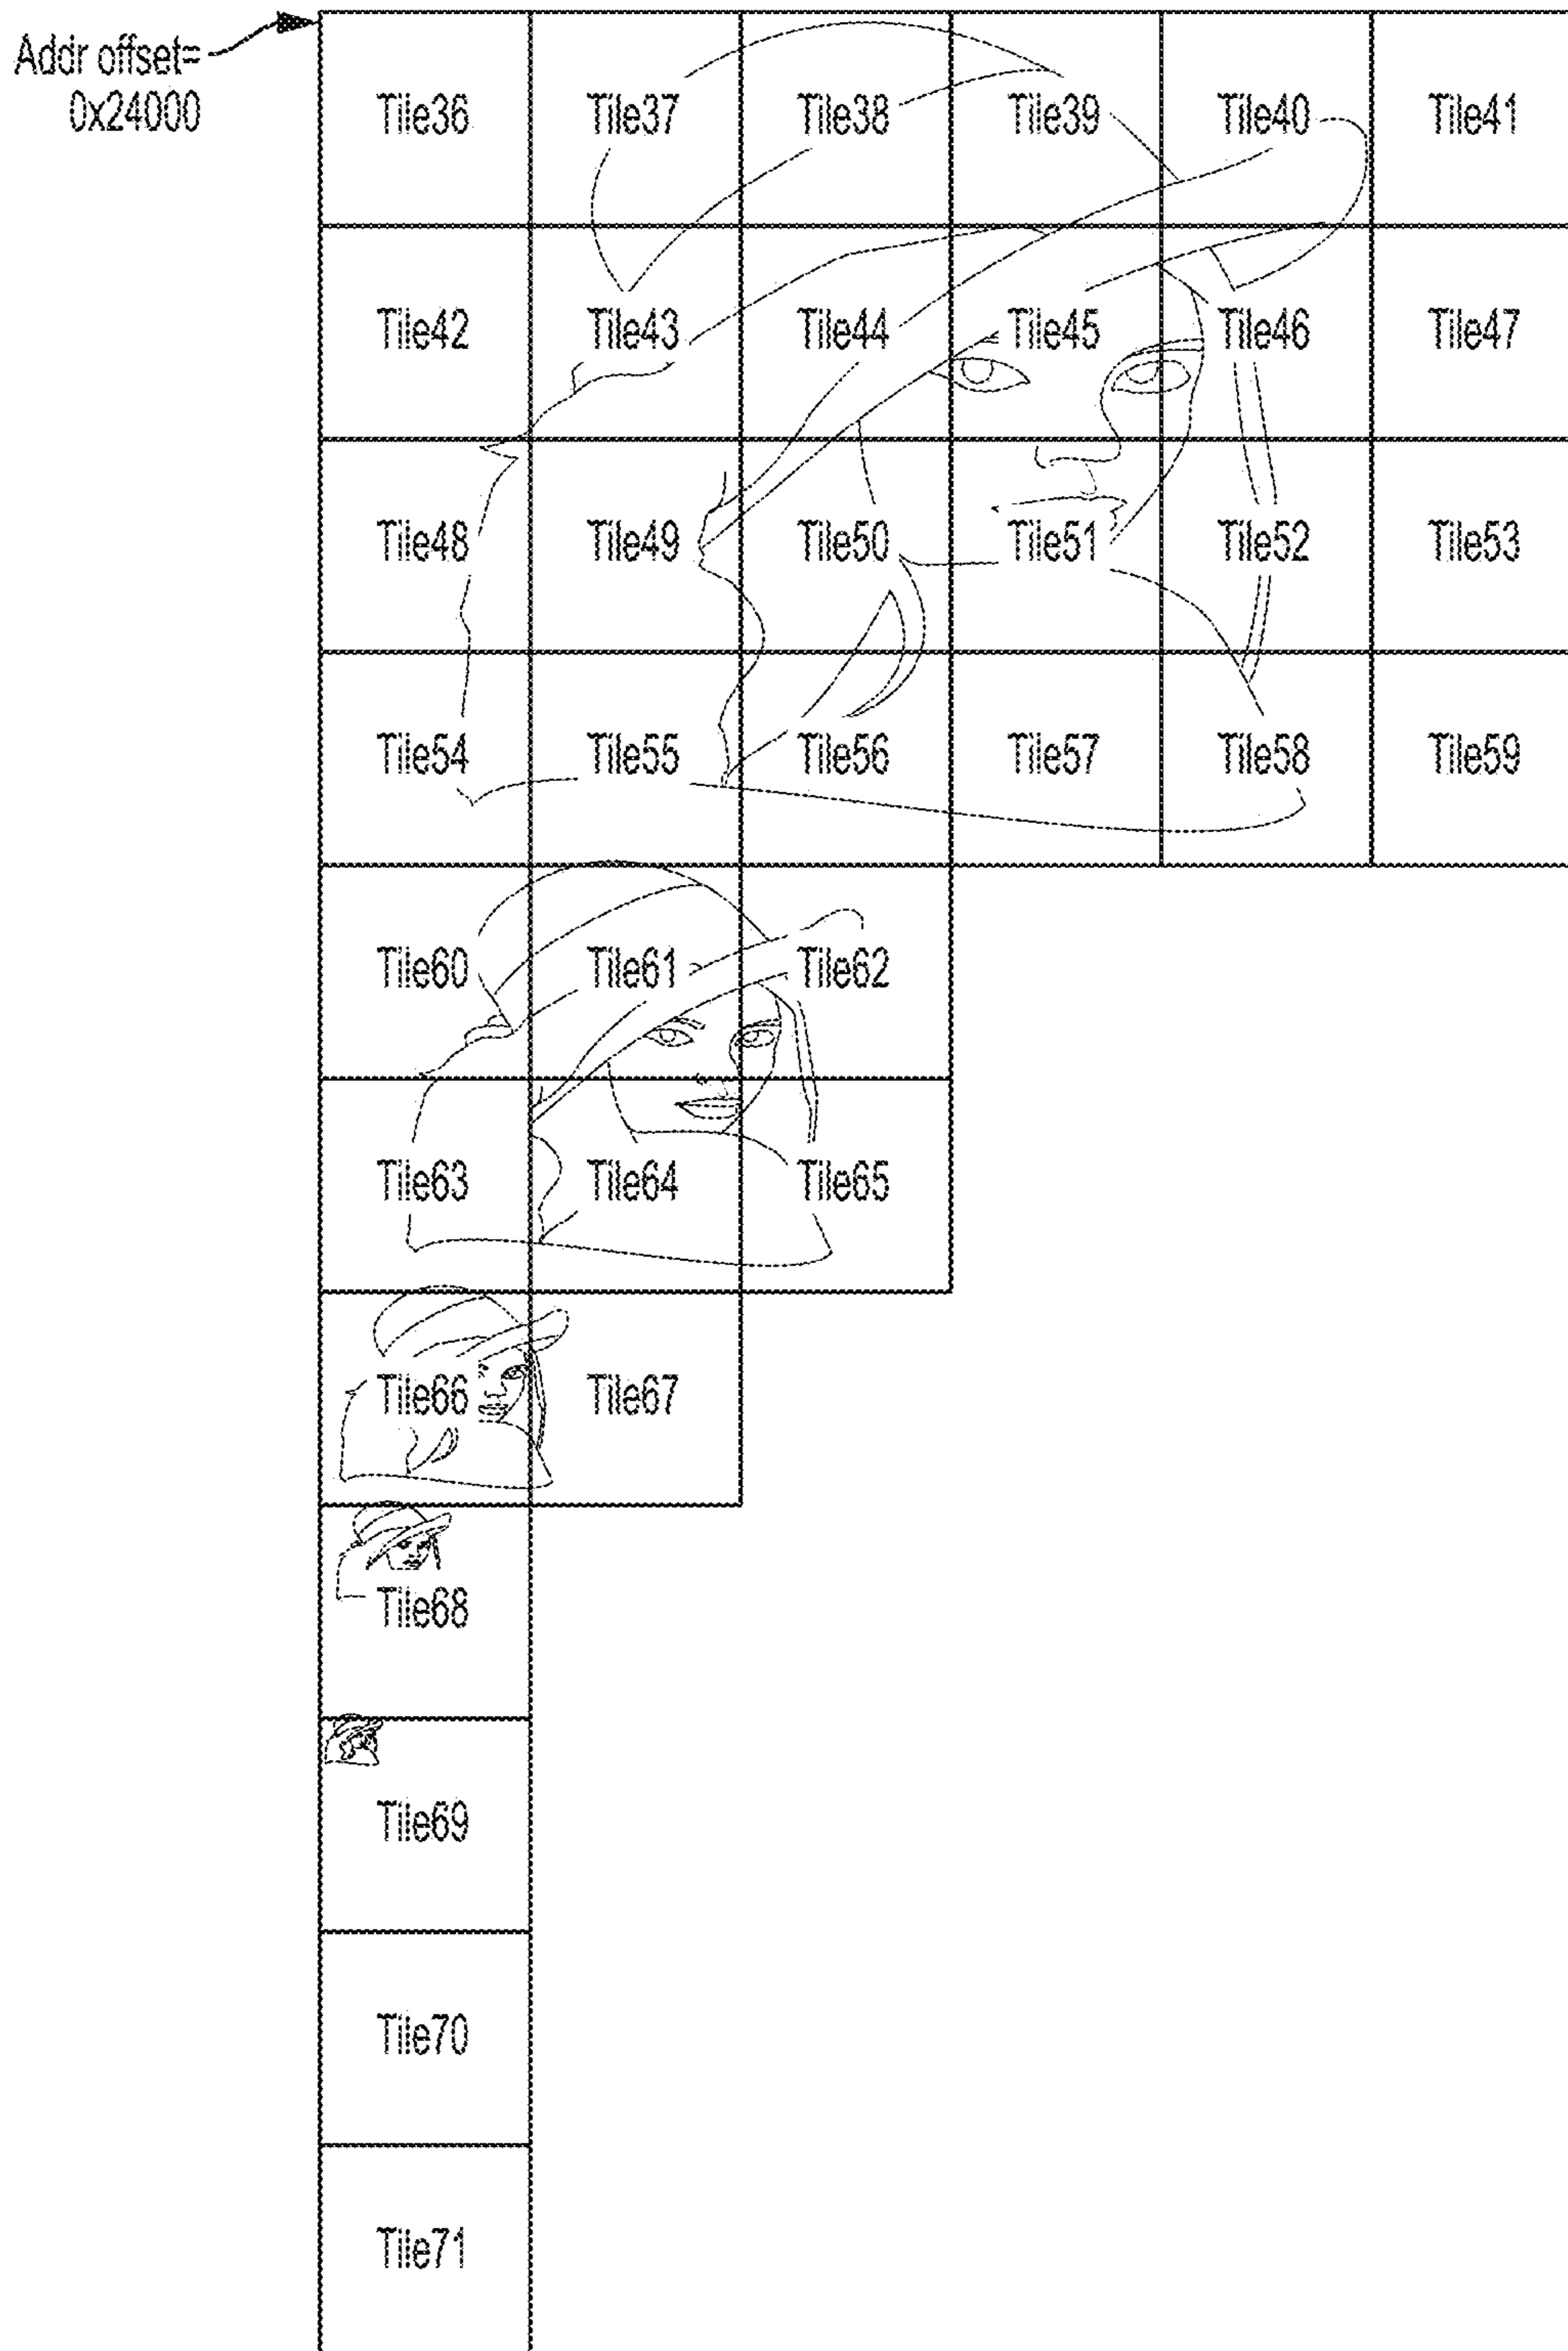 Addr offset=
0x24000
Tile36 Tile37 Tile38 Tile39 Tile40 Tile41
Tile42 Tile43 Tile44 Tile45 Tile46 Tile47
Tile48 Tile49 Tile50 Tile51 Tile52 Tile53
Tile54 Tile55 Tile56 Tile57 Tile58 Tile59
Tile60 Tile61 Tile62
Tile63 Tile64 Tile65
Tile66 Tile67
Tile68
Tile69
Tile70
Tile71